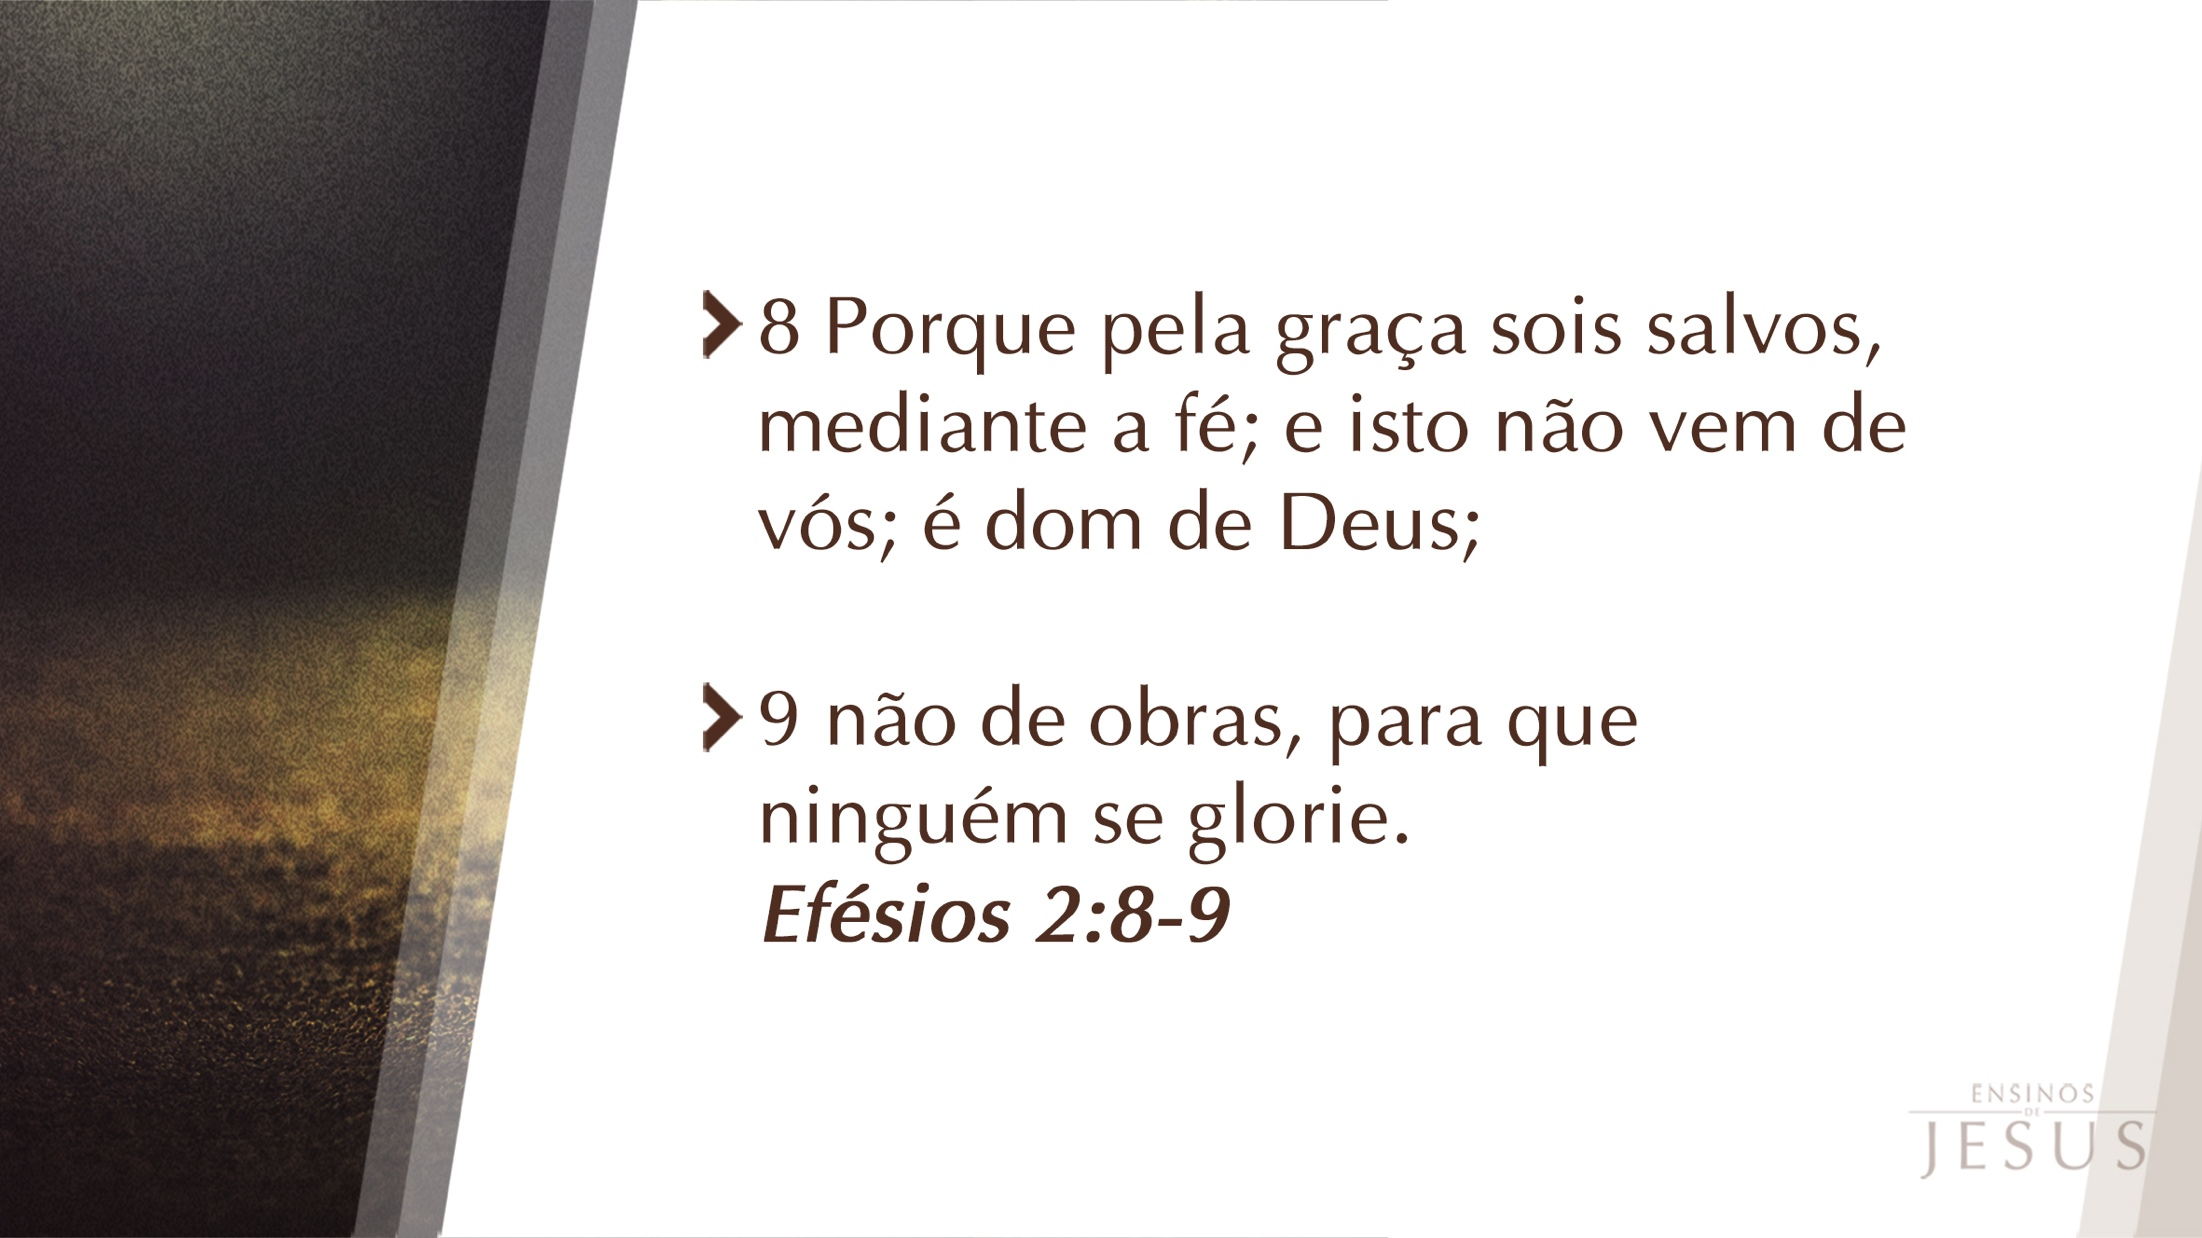 8 Porque pela graça sois salvos,
mediante a fé; e isto não vem de
vós; é dom de Deus;
9 não de obras, para que
ninguém se glorie.
Efésios 2:8-9
ENSINOS
DE
JESUS